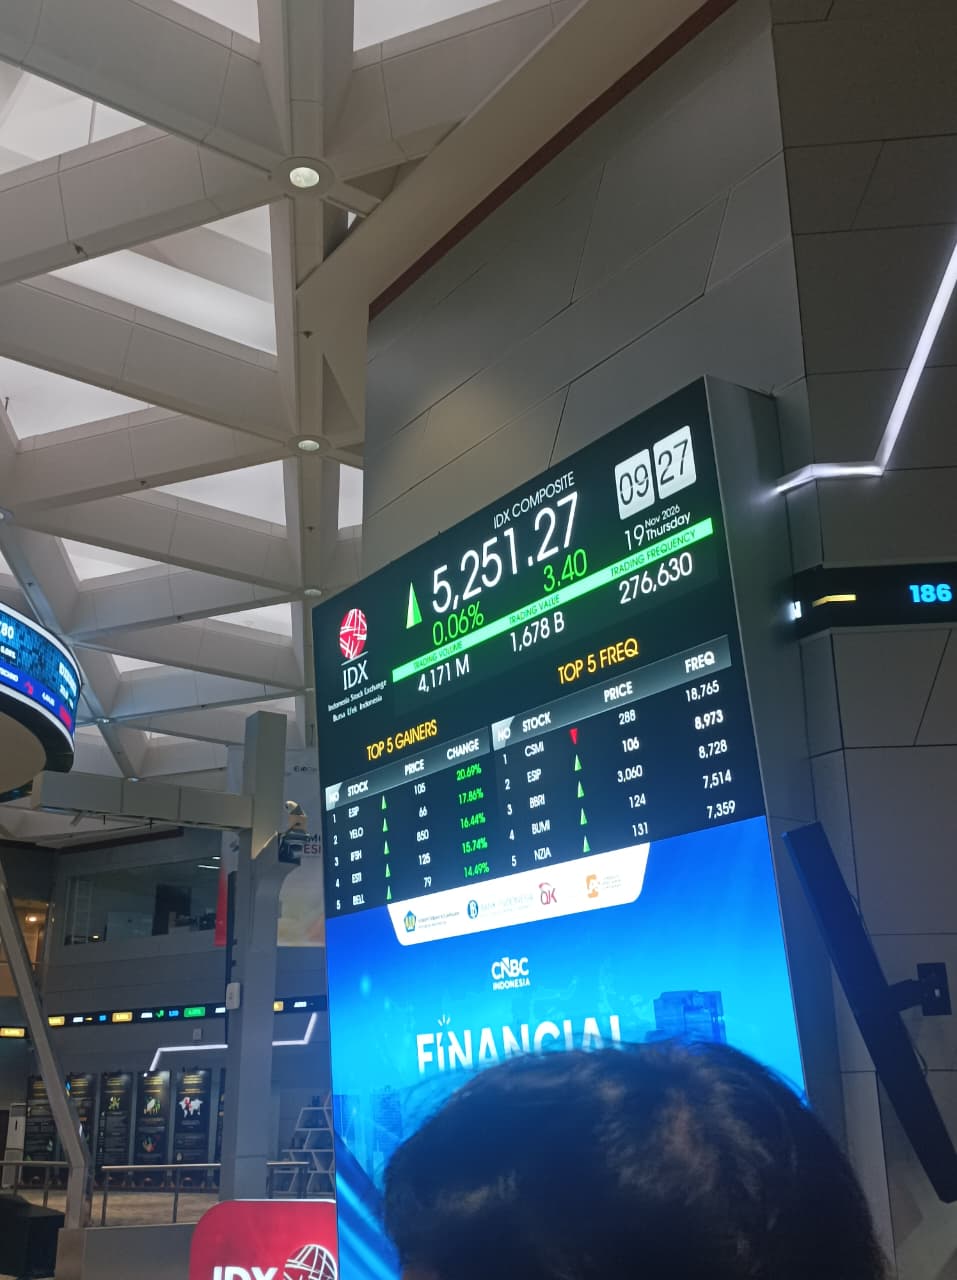 IDX COMPOSITE
5,251.27
0.06% 3.40
09 27
19 Nov 2026
Thursday
TRADING VOLUME TRADING VALUE TRADING FREQUENCY
4,171 M 1,678 B 276,630
IDX
Indonesia Stock Exchange
Bursa Efek Indonesia
TOP 5 GAINERS
NO STOCK PRICE CHANGE
1 ESIP 105 20.69%
2 YELO 66 17.86%
3 IFSH 850 16.44%
4 ESTI 125 15.74%
5 BELL 79 14.49%
TOP 5 FREQ
NO STOCK PRICE FREQ
1 CSMI 288 18,765
2 ESIP 106 8,973
3 BBRI 3,060 8,728
4 BUMI 124 7,514
5 NZIA 131 7,359
BANK INDONESIA
OJK
CNBC
INDONESIA
FINANCIAL
186
IDX